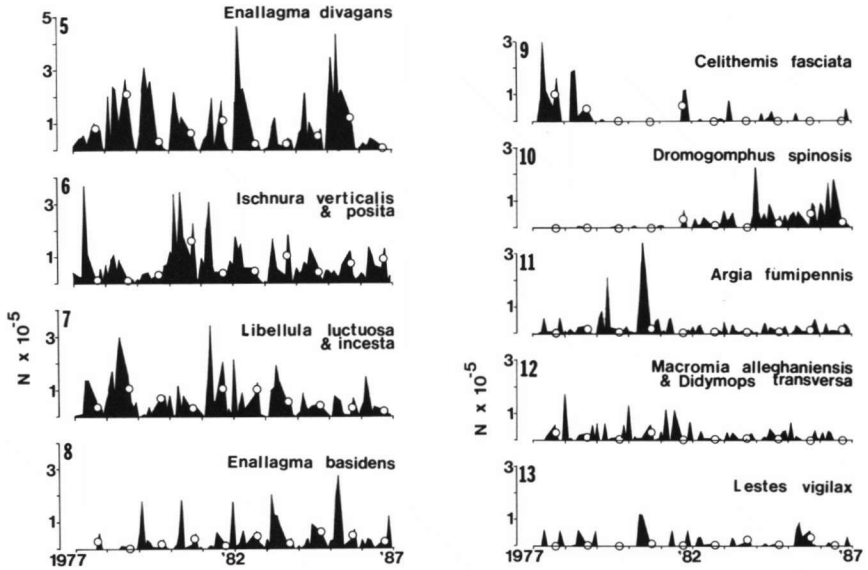 5
Enallagma divagans
5
3
1
6
Ischnura verticalis
& posita
3
1
7
Libellula luctuosa
& incesta
3
1
N x 10-5
8
Enallagma basidens
3
1
1977
'82
'87
9
Celithemis fasciata
3
1
10
Dromogomphus spinosis
3
1
11
Argia fumipennis
3
1
12
Macromia alleghaniensis
& Didymops transversa
3
1
N x 10-5
13
Lestes vigilax
3
1
1977
'82
'87